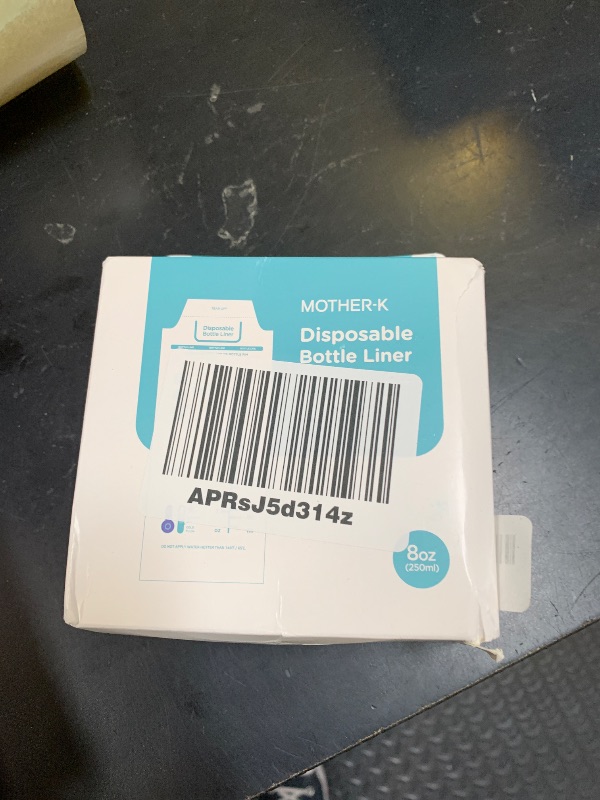 MOTHER-K
Disposable
Bottle Liner
Disposable
Bottle Liner
APRsJ5d314z
8oz
(250ml)